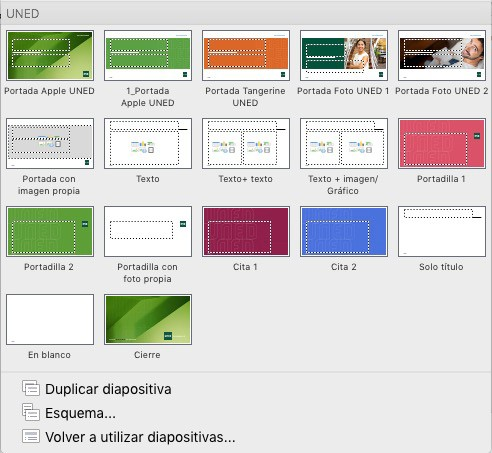 UNED
Portada Apple UNED
1_Portada
Apple UNED
Portada Tangerine
UNED
Portada Foto UNED 1
Portada Foto UNED 2
Portada con
imagen propia
Texto
Texto+ texto
Texto + imagen/
Gráfico
Portadilla 1
Portadilla 2
Portadilla con
foto propia
Cita 1
Cita 2
Solo título
En blanco
Cierre
Duplicar diapositiva
Esquema...
Volver a utilizar diapositivas...